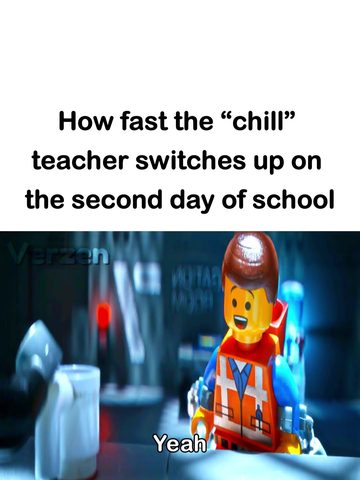 How fast the “chill”
teacher switches up on
the second day of school
Verzen
Yeah